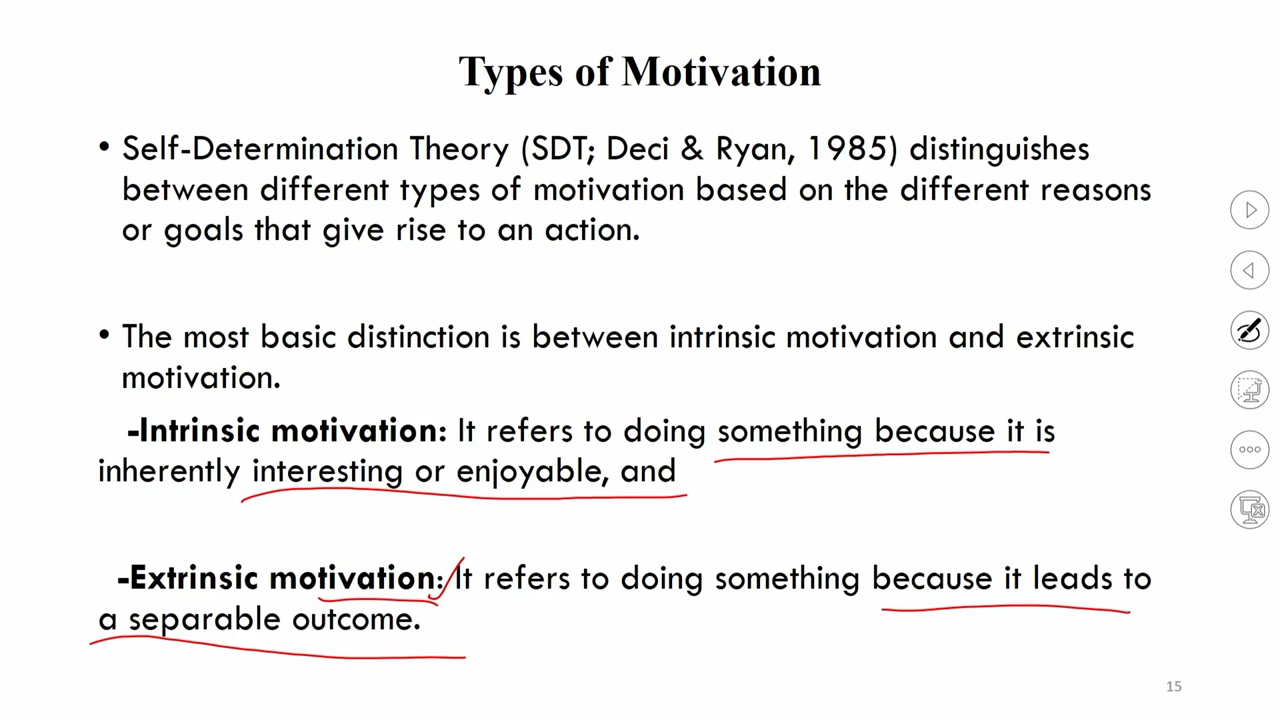 Types of Motivation
• Self-Determination Theory (SDT; Deci & Ryan, 1985) distinguishes
between different types of motivation based on the different reasons
or goals that give rise to an action.
• The most basic distinction is between intrinsic motivation and extrinsic
motivation.
-Intrinsic motivation: It refers to doing something because it is
inherently interesting or enjoyable, and
-Extrinsic motivation: It refers to doing something because it leads to
a separable outcome.
15